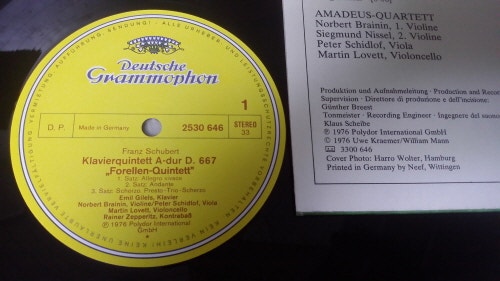 Deutsche
Grammophon
1
D. P.
Made in Germany
2530 646
STEREO
33
Franz Schubert
Klavierquintett A-dur D. 667
„Forellen-Quintett"
1. Satz: Allegro vivace
2. Satz: Andante
3. Satz: Scherzo. Presto - Trio - Scherzo
Emil Gilels, Klavier
Norbert Brainin, Violine/Peter Schidlof, Viola
Martin Lovett, Violoncello
Rainer Zepperitz, Kontrabaß
℗ 1976 Polydor International
GmbH
AMADEUS-QUARTETT
Norbert Brainin, 1. Violine
Siegmund Nissel, 2. Violine
Peter Schidlof, Viola
Martin Lovett, Violoncello
Produktion und Aufnahmeleitung · Production and Recor
Supervision · Direttore di produzione e dell'incisione:
Günther Breest
Tonmeister · Recording Engineer · Ingegnere del suono:
Klaus Scheibe
℗ 1976 Polydor International GmbH
© 1976 Uwe Kraemer/William Mann
3300 646
Cover Photo: Harro Wolter, Hamburg
Printed in Germany by Neef, Wittingen